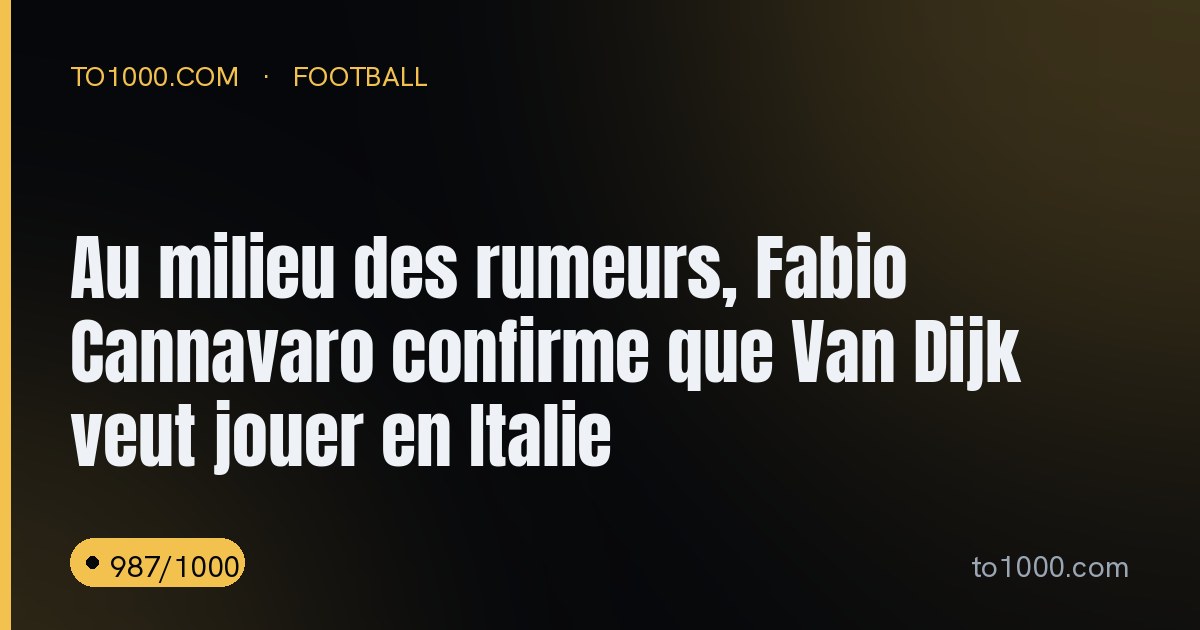 TO1000.COM · FOOTBALL
Au milieu des rumeurs, Fabio
Cannavaro confirme que Van Dijk
veut jouer en Italie
987/1000
to1000.com